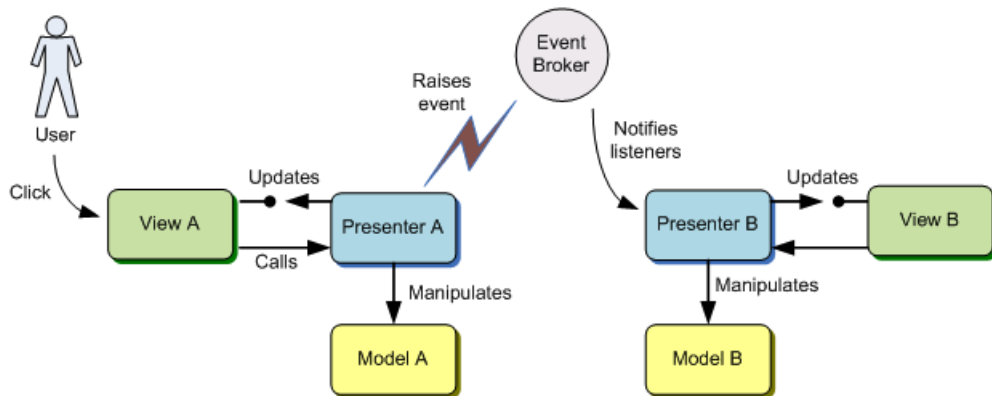 Event
Broker
Raises
event
User
Notifies
listeners
Click
Updates
Updates
View A
Presenter A
Presenter B
View B
Calls
Manipulates
Manipulates
Model A
Model B